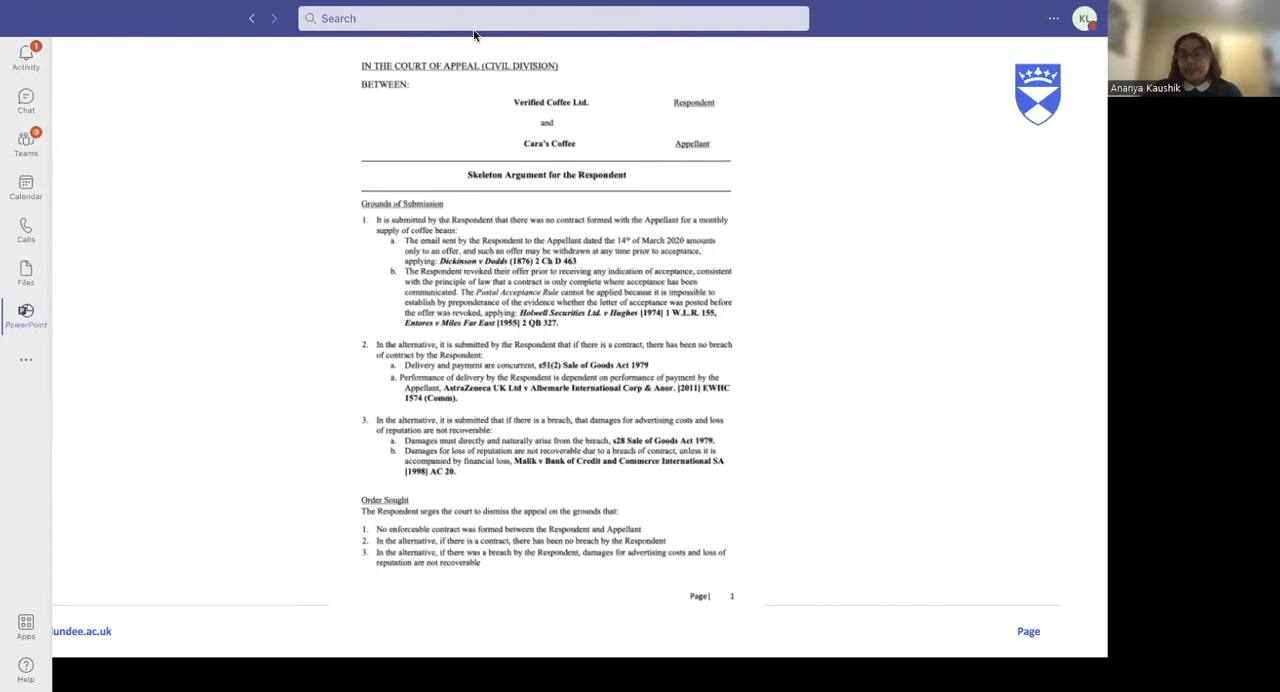 Search
KL
Activity
1
Chat
Teams
Calendar
Calls
Files
PowerPoint
Apps
Help
Ananya Kaushik
IN THE COURT OF APPEAL (CIVIL DIVISION)
BETWEEN:
Verified Coffee Ltd. Respondent
and
Cara's Coffee Appellant
Skeleton Argument for the Respondent
Grounds of Submission
1. It is submitted by the Respondent that there was no contract formed with the Appellant for a monthly
supply of coffee beans:
a. The email sent by the Respondent to the Appellant dated the 14th of March 2020 amounts
only to an offer, and such an offer may be withdrawn at any time prior to acceptance,
applying: Dickinson v Dodds (1876) 2 Ch D 463
b. The Respondent revoked their offer prior to receiving any indication of acceptance, consistent
with the principle of law that a contract is only complete where acceptance has been
communicated. The Postal Acceptance Rule cannot be applied because it is impossible to
establish by preponderance of the evidence whether the letter of acceptance was posted before
the offer was revoked, applying: Holwell Securities Ltd. v Hughes [1974] 1 W.L.R. 155,
Entores v Miles Far East [1955] 2 QB 327.
2. In the alternative, it is submitted by the Respondent that if there is a contract, there has been no breach
of contract by the Respondent:
a. Delivery and payment are concurrent, s51(2) Sale of Goods Act 1979
a. Performance of delivery by the Respondent is dependent on performance of payment by the
Appellant, AstraZeneca UK Ltd v Albemarle International Corp & Anor. [2011] EWHC
1574 (Comm).
3. In the alternative, it is submitted that if there is a breach, that damages for advertising costs and loss
of reputation are not recoverable:
a. Damages must directly and naturally arise from the breach, s28 Sale of Goods Act 1979.
b. Damages for loss of reputation are not recoverable due to a breach of contract, unless it is
accompanied by financial loss, Malik v Bank of Credit and Commerce International SA
[1998] AC 20.
Order Sought
The Respondent urges the court to dismiss the appeal on the grounds that:
1. No enforceable contract was formed between the Respondent and Appellant
2. In the alternative, if there is a contract, there has been no breach by the Respondent
3. In the alternative, if there was a breach by the Respondent, damages for advertising costs and loss of
reputation are not recoverable
Page| 1
undee.ac.uk
Page